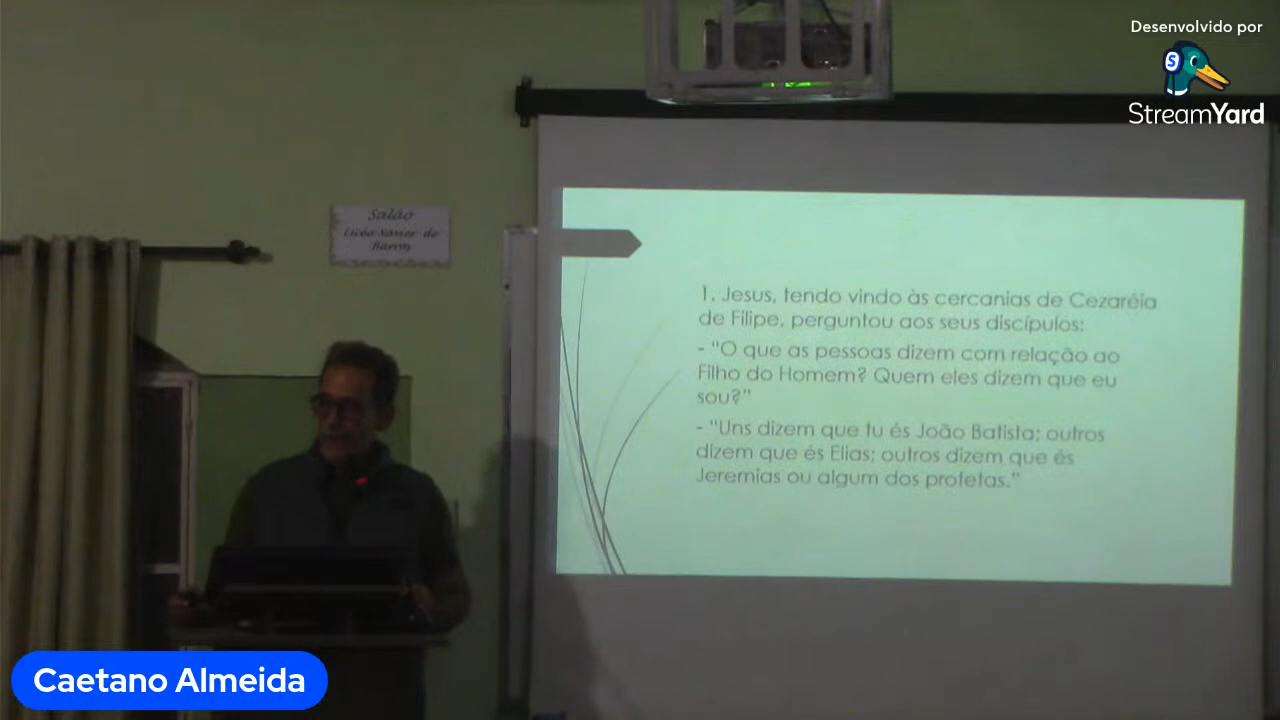 Desenvolvido por
StreamYard
Salão
1. Jesus, tendo vindo às cercanias de Cezaréia
de Filipe, perguntou aos seus discípulos:
- "O que as pessoas dizem com relação ao
Filho do Homem? Quem eles dizem que eu
sou?"
- "Uns dizem que tu és João Batista; outros
dizem que és Elias; outros dizem que és
Jeremias ou algum dos profetas."
Caetano Almeida